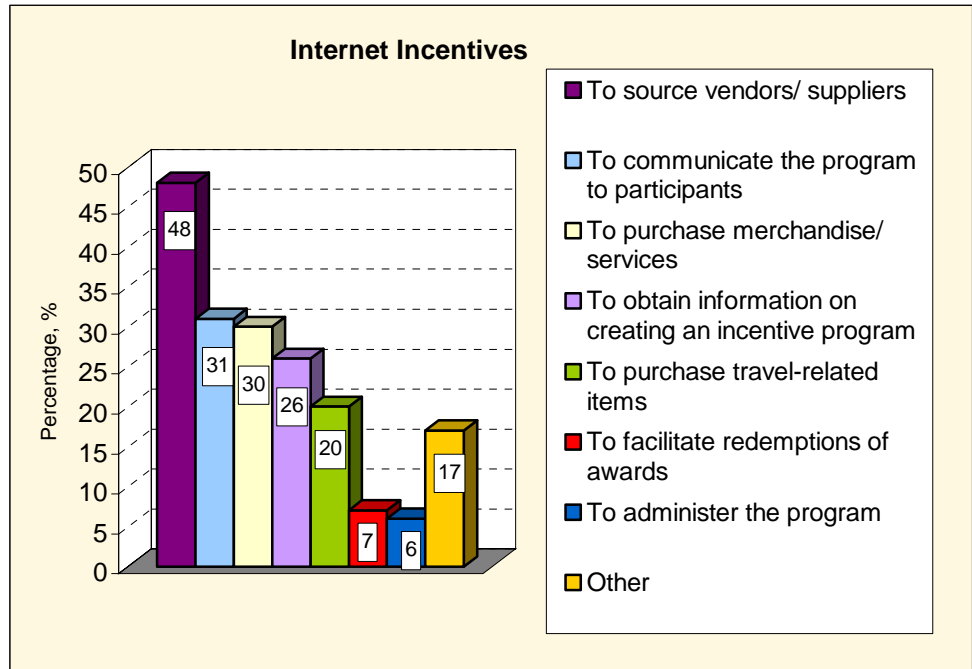 Internet Incentives
Percentage, %
50
45
40
35
30
25
20
15
10
5
0
48
31
30
26
20
7
6
17
To source vendors/ suppliers
To communicate the program
to participants
To purchase merchandise/
services
To obtain information on
creating an incentive program
To purchase travel-related
items
To facilitate redemptions of
awards
To administer the program
Other